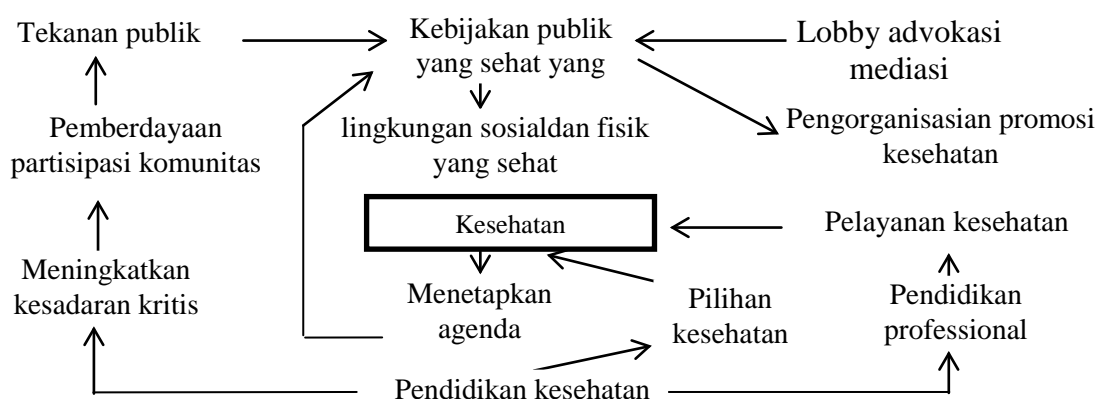 Tekanan publik
Kebijakan publik
yang sehat yang
Lobby advokasi
mediasi
Pemberdayaan
partisipasi komunitas
lingkungan sosialdan fisik
yang sehat
Pengorganisasian promosi
kesehatan
Kesehatan
Pelayanan kesehatan
Meningkatkan
kesadaran kritis
Menetapkan
agenda
Pilihan
kesehatan
Pendidikan
professional
Pendidikan kesehatan